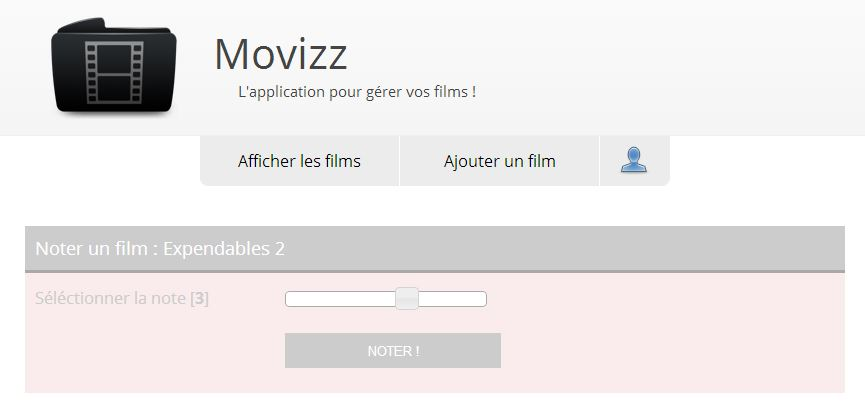 Movizz
L'application pour gérer vos films !
Afficher les films
Ajouter un film
Noter un film : Expendables 2
Séléctionner la note [3]
NOTER !